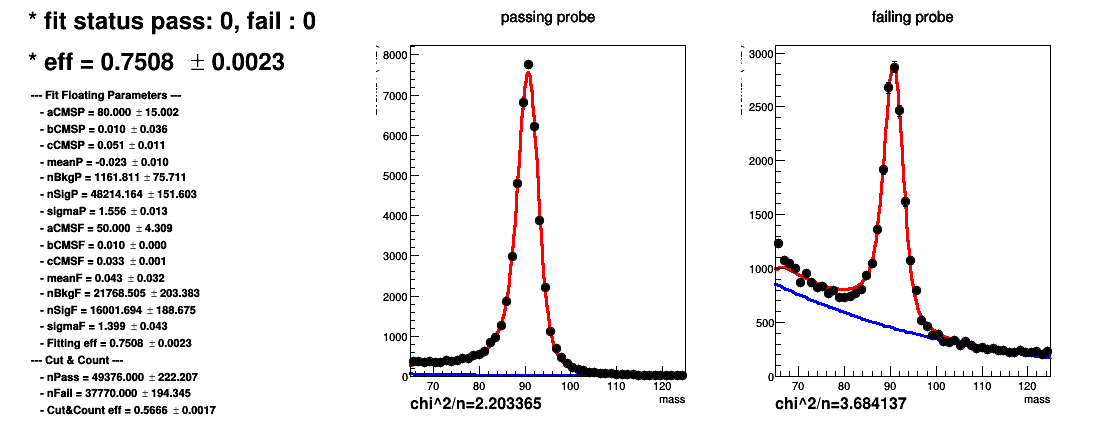 * fit status pass: 0, fail : 0
* eff = 0.7508 ± 0.0023
--- Fit Floating Parameters ---
- aCMSP = 80.000 ± 15.002
- bCMSP = 0.010 ± 0.036
- cCMSP = 0.051 ± 0.011
- meanP = -0.023 ± 0.010
- nBkgP = 1161.811 ± 75.711
- nSigP = 48214.164 ± 151.603
- sigmaP = 1.556 ± 0.013
- aCMSF = 50.000 ± 4.309
- bCMSF = 0.010 ± 0.000
- cCMSF = 0.033 ± 0.001
- meanF = 0.043 ± 0.032
- nBkgF = 21768.505 ± 203.383
- nSigF = 16001.694 ± 188.675
- sigmaF = 1.399 ± 0.043
- Fitting eff = 0.7508 ± 0.0023
--- Cut & Count ---
- nPass = 49376.000 ± 222.207
- nFail = 37770.000 ± 194.345
- Cut&Count eff = 0.5666 ± 0.0017
passing probe
8000
7000
6000
5000
4000
3000
2000
1000
0
70 80 90 100 110 120
mass
chi^2/n=2.203365
failing probe
3000
2500
2000
1500
1000
500
0
70 80 90 100 110 120
mass
chi^2/n=3.684137